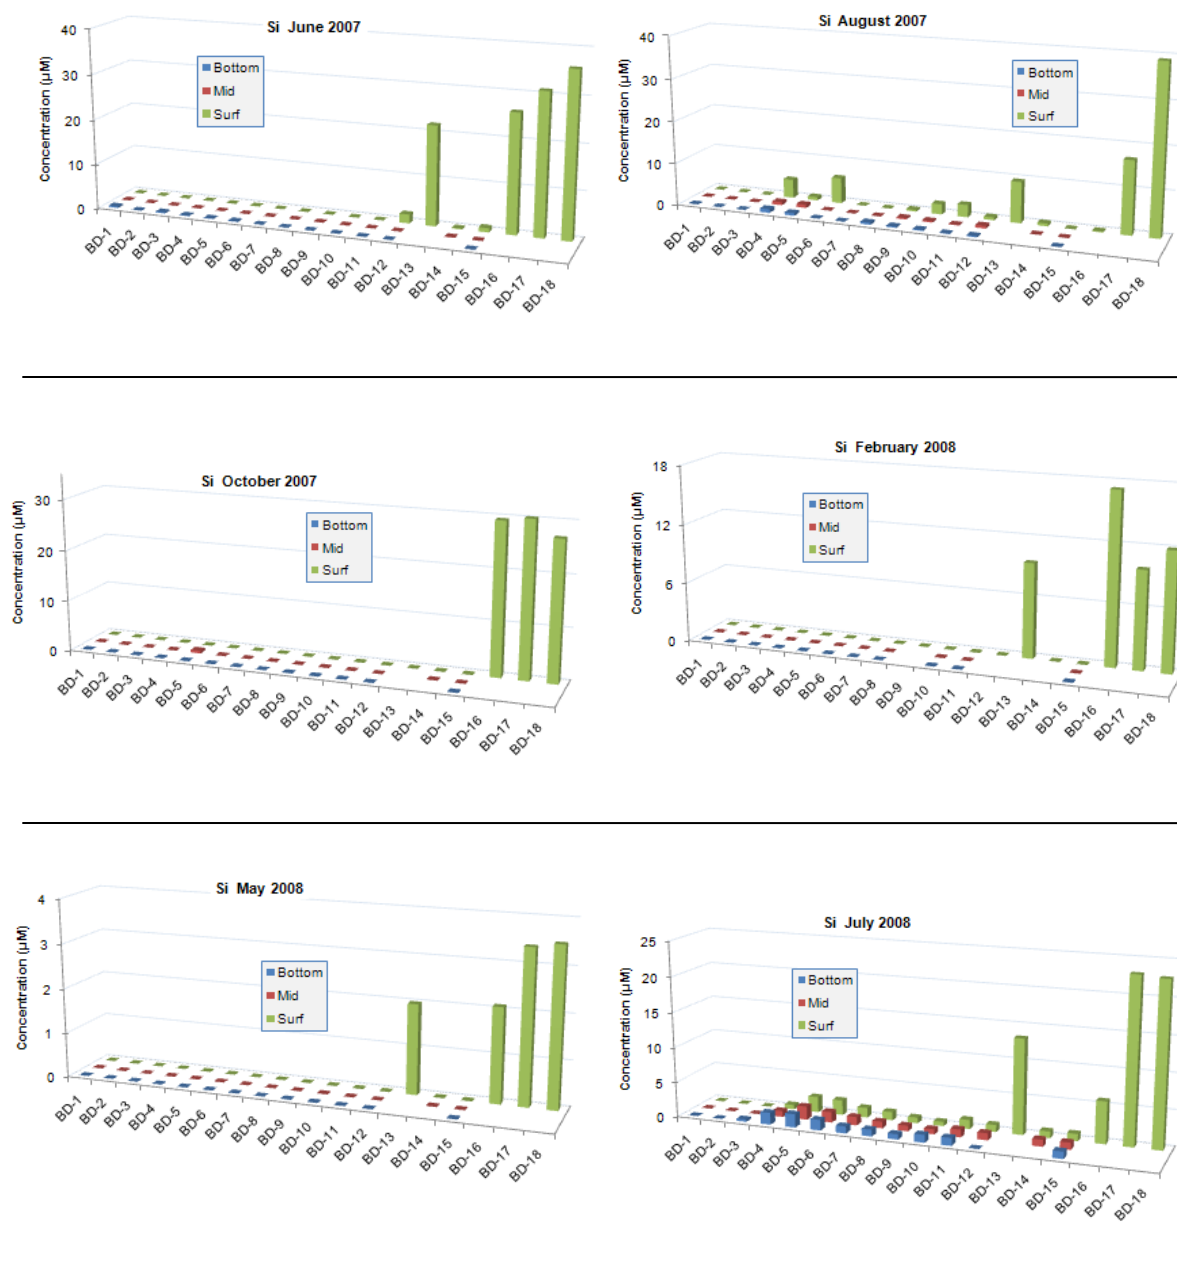 Si June 2007
Concentration (µM)
40
30
20
10
0
Bottom
Mid
Surf
BD-1
BD-2
BD-3
BD-4
BD-5
BD-6
BD-7
BD-8
BD-9
BD-10
BD-11
BD-12
BD-13
BD-14
BD-15
BD-16
BD-17
BD-18
Si August 2007
Concentration (µM)
40
30
20
10
0
Bottom
Mid
Surf
BD-1
BD-2
BD-3
BD-4
BD-5
BD-6
BD-7
BD-8
BD-9
BD-10
BD-11
BD-12
BD-13
BD-14
BD-15
BD-16
BD-17
BD-18
Si October 2007
Concentration (µM)
30
20
10
0
Bottom
Mid
Surf
BD-1
BD-2
BD-3
BD-4
BD-5
BD-6
BD-7
BD-8
BD-9
BD-10
BD-11
BD-12
BD-13
BD-14
BD-15
BD-16
BD-17
BD-18
Si February 2008
Concentration (µM)
18
12
6
0
Bottom
Mid
Surf
BD-1
BD-2
BD-3
BD-4
BD-5
BD-6
BD-7
BD-8
BD-9
BD-10
BD-11
BD-12
BD-13
BD-14
BD-15
BD-16
BD-17
BD-18
Si May 2008
Concentration (µM)
4
3
2
1
0
Bottom
Mid
Surf
BD-1
BD-2
BD-3
BD-4
BD-5
BD-6
BD-7
BD-8
BD-9
BD-10
BD-11
BD-12
BD-13
BD-14
BD-15
BD-16
BD-17
BD-18
Si July 2008
Concentration (µM)
25
20
15
10
5
0
Bottom
Mid
Surf
BD-1
BD-2
BD-3
BD-4
BD-5
BD-6
BD-7
BD-8
BD-9
BD-10
BD-11
BD-12
BD-13
BD-14
BD-15
BD-16
BD-17
BD-18